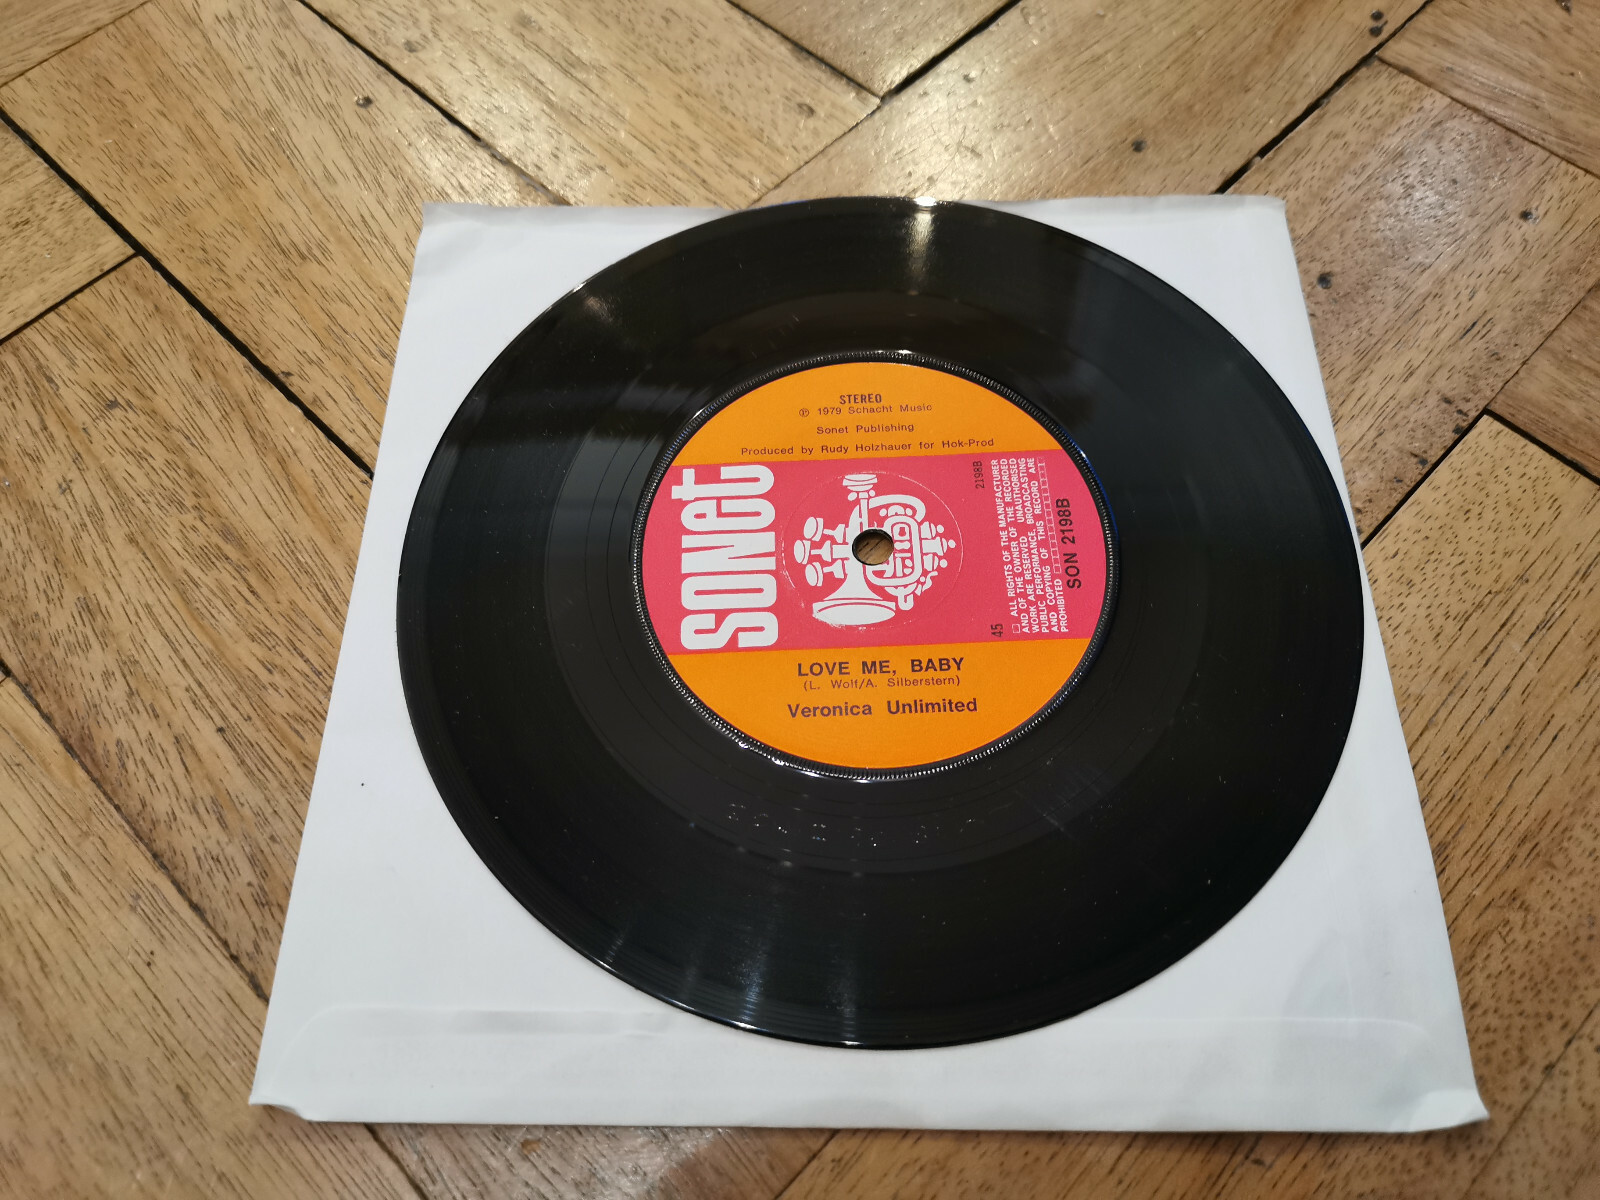 STEREO
℗ 1979 Schacht Music
Sonet Publishing
Produced by Rudy Holzhauer for Hok-Prod
sonet
2198B
ALL RIGHTS OF THE MANUFACTURER
AND OF THE OWNER OF THE RECORDED
WORK ARE RESERVED. UNAUTHORISED
PUBLIC PERFORMANCE, BROADCASTING
AND COPYING OF THIS RECORD ARE
PROHIBITED
SON 2198B
45
LOVE ME, BABY
(L. Wolf/A. Silberstern)
Veronica Unlimited